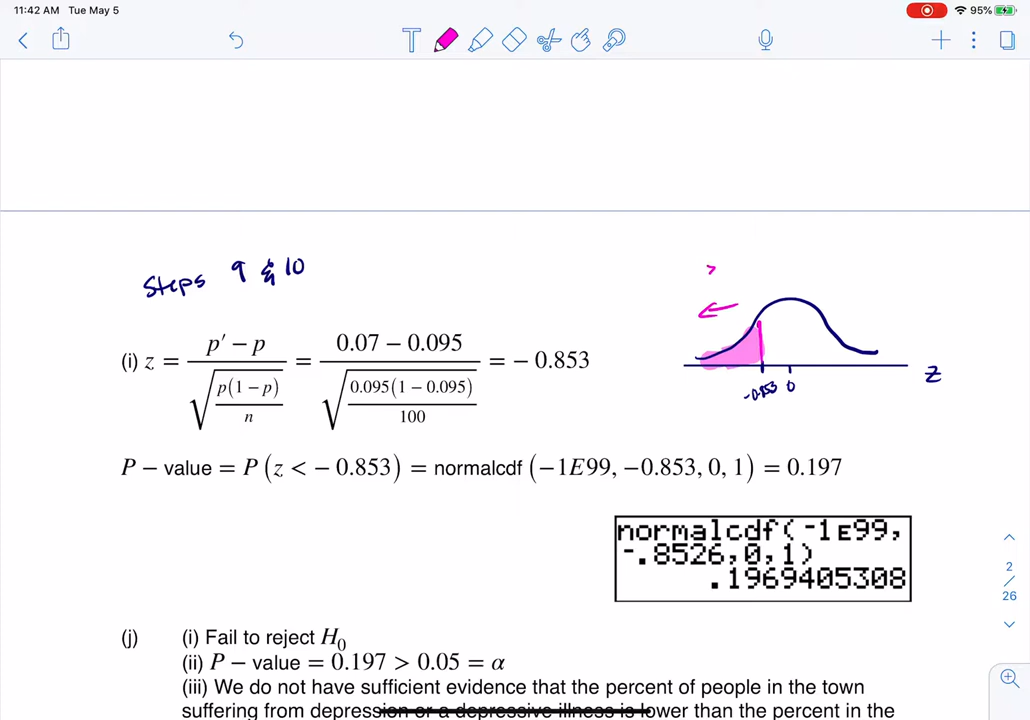 11:42 AM Tue May 5
95%
T
Steps 9 & 10
(i) z = p′ − p / √(p(1 − p) / n) = 0.07 − 0.095 / √(0.095(1 − 0.095) / 100) = − 0.853
-0.853 0
z
P − value = P(z < − 0.853) = normalcdf (−1E99, −0.853, 0, 1) = 0.197
normalcdf(-1E99,
-.8526,0,1)
.1969405308
2
/
26
(j) (i) Fail to reject H₀
(ii) P − value = 0.197 > 0.05 = α
(iii) We do not have sufficient evidence that the percent of people in the town
suffering from depression or a depressive illness is lower than the percent in the